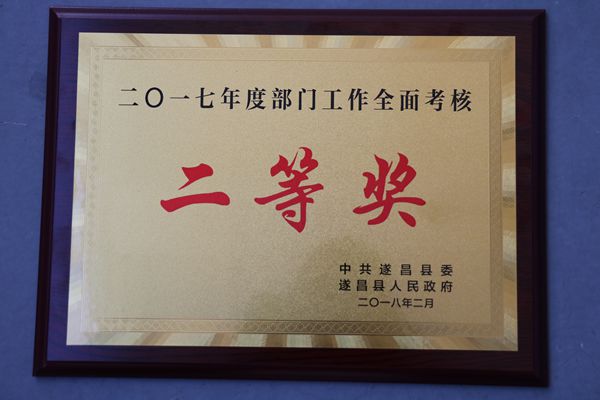 二〇一七年度部门工作全面考核
二等奖
中共遂昌县委
遂昌县人民政府
二〇一八年二月